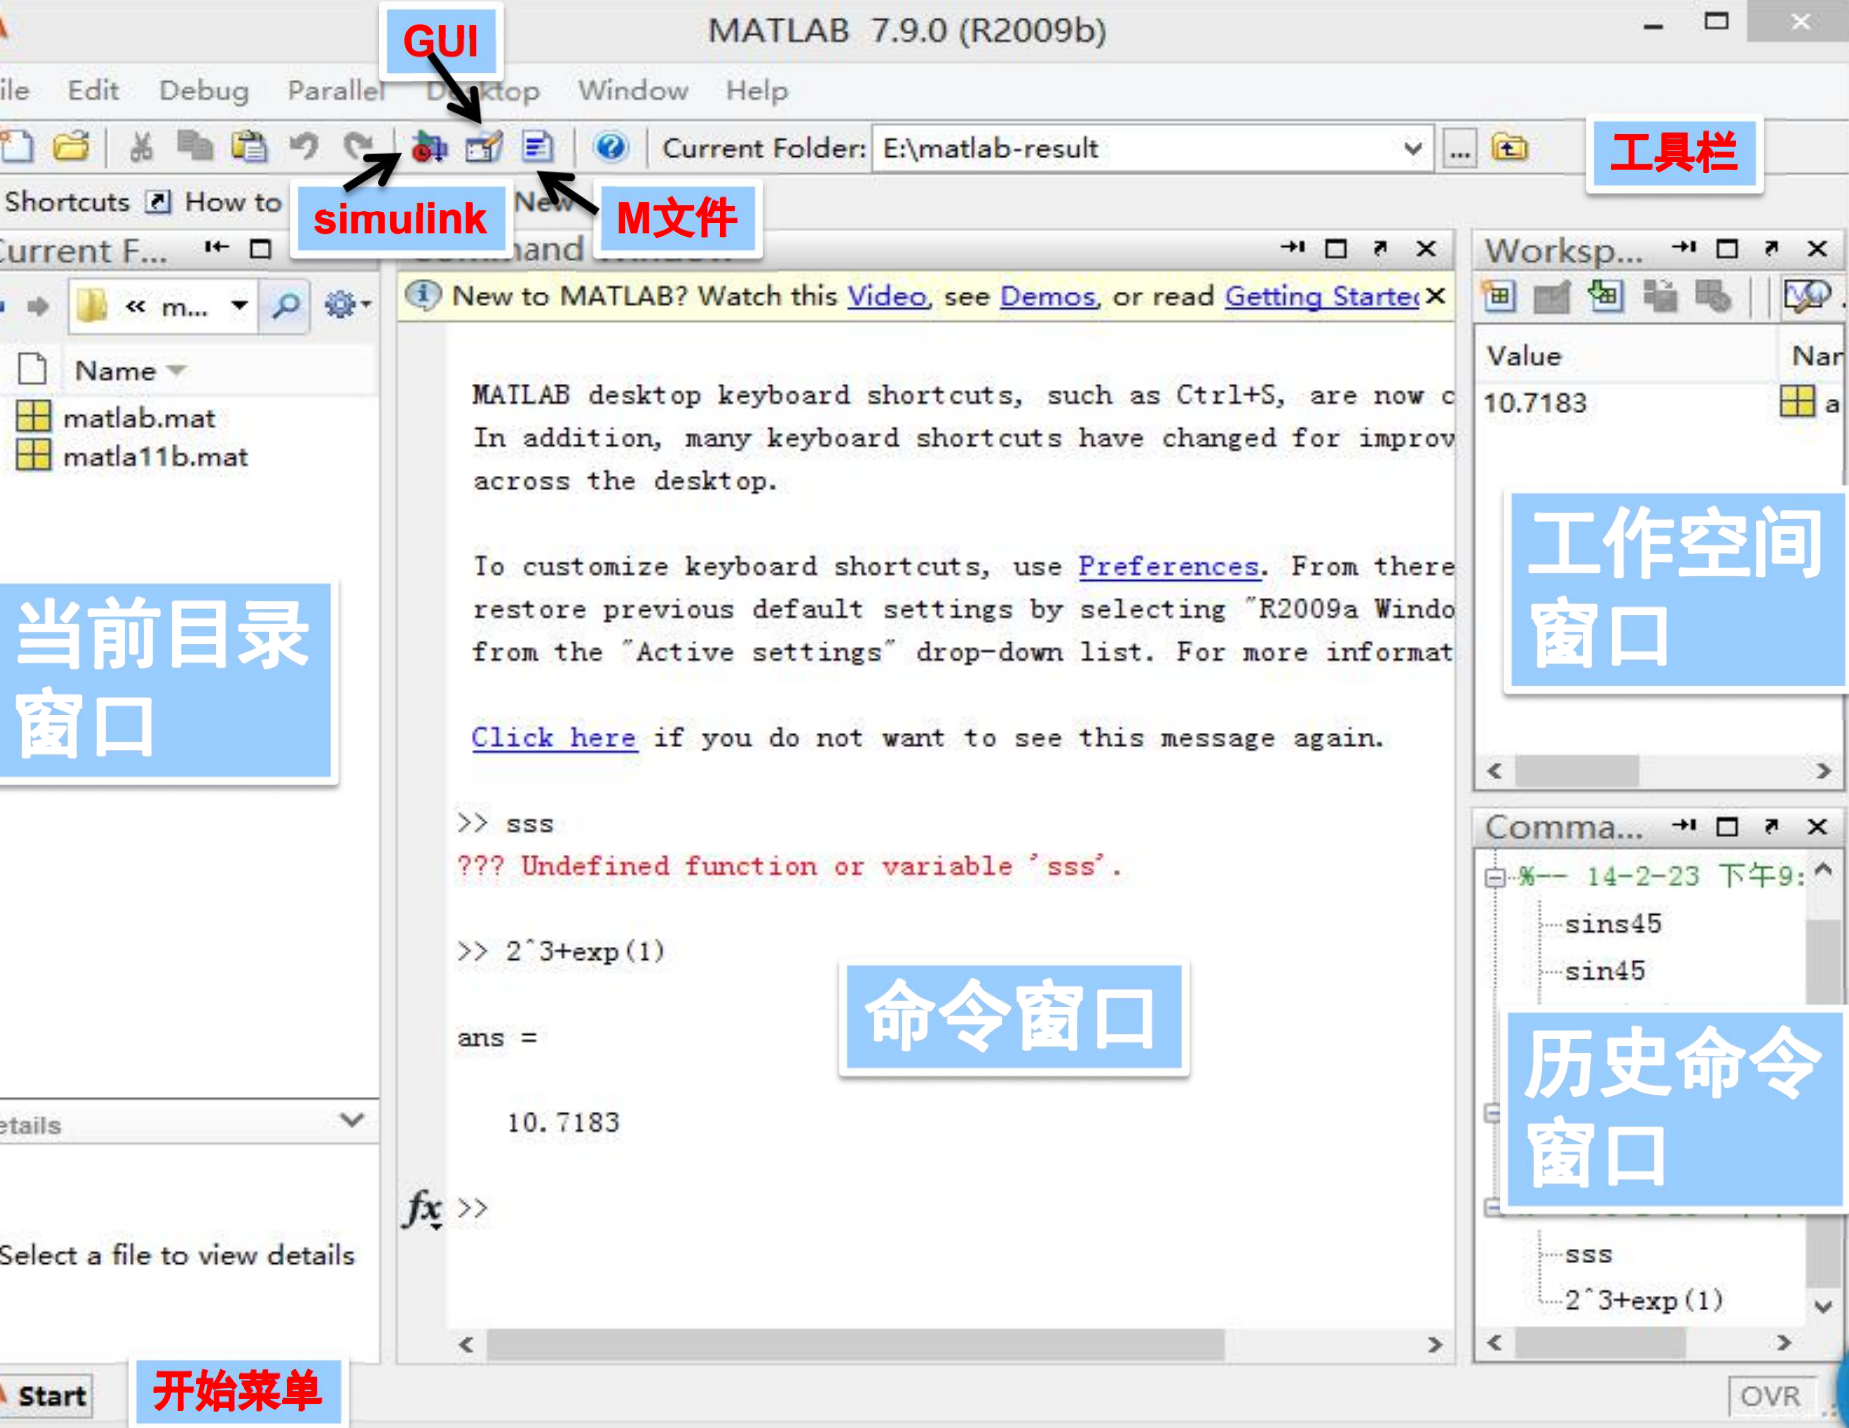 GUI
MATLAB 7.9.0 (R2009b)
ile Edit Debug Parallel Desktop Window Help
Current Folder: E:\matlab-result
...
工具栏
Shortcuts How to
simulink
New
M文件
Current F...
Command Window
Worksp...
« m...
New to MATLAB? Watch this Video, see Demos, or read Getting Started
Value Nam
10.7183 a
Name
matlab.mat
matla11b.mat
MATLAB desktop keyboard shortcuts, such as Ctrl+S, are now c
In addition, many keyboard shortcuts have changed for improv
across the desktop.
To customize keyboard shortcuts, use Preferences. From there
restore previous default settings by selecting "R2009a Windo
from the "Active settings" drop-down list. For more informat
Click here if you do not want to see this message again.
工作空间
窗口
当前目录
窗口
>> sss
??? Undefined function or variable 'sss'.
>> 2^3+exp(1)
ans =
10.7183
fx >>
命令窗口
Comma...
%-- 14-2-23 下午9:
sins45
sin45
历史命令
窗口
sss
2^3+exp(1)
etails
Select a file to view details
Start
开始菜单
OVR